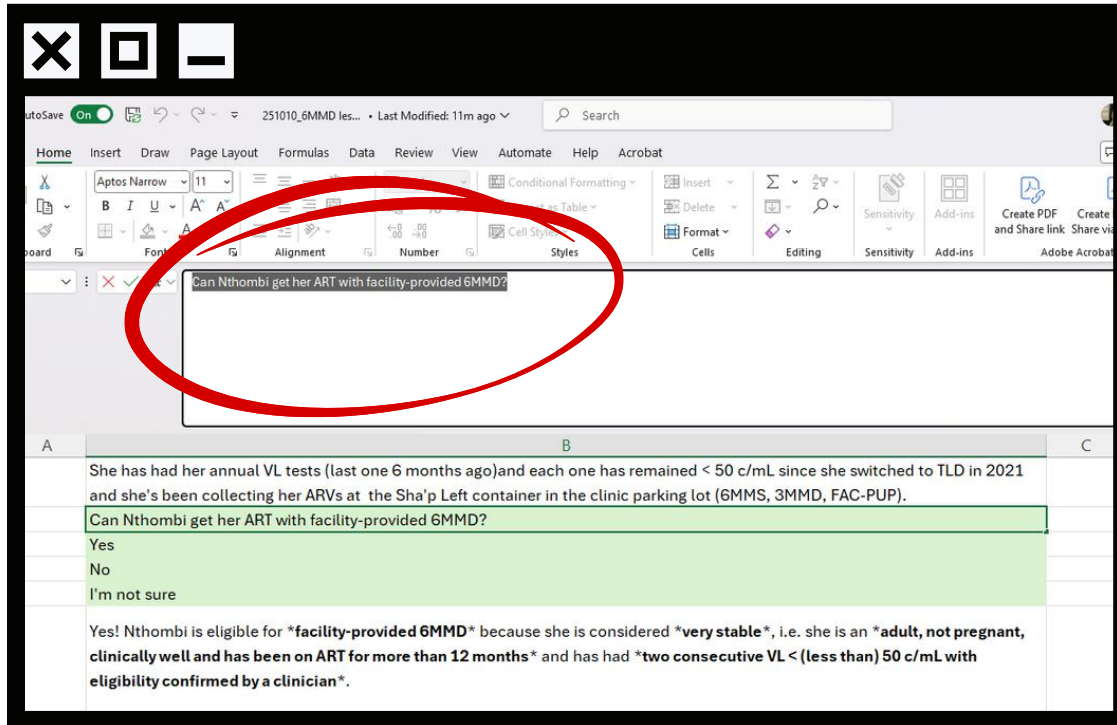 utoSave On 251010_6MMD les... • Last Modified: 11m ago Search
Home Insert Draw Page Layout Formulas Data Review View Automate Help Acrobat
Aptos Narrow 11 Conditional Formatting Insert
B I U A^ A as Table Delete Sensitivity Add-ins Create PDF Create
A Cell Styles Format and Share link Share via
board Font Alignment Number Styles Cells Editing Sensitivity Add-ins Adobe Acrobat
Can Nthombi get her ART with facility-provided 6MMD?
A B C
She has had her annual VL tests (last one 6 months ago)and each one has remained < 50 c/mL since she switched to TLD in 2021
and she's been collecting her ARVs at the Sha'p Left container in the clinic parking lot (6MMS, 3MMD, FAC-PUP).
Can Nthombi get her ART with facility-provided 6MMD?
Yes
No
I'm not sure
Yes! Nthombi is eligible for *facility-provided 6MMD* because she is considered *very stable*, i.e. she is an *adult, not pregnant,
clinically well and has been on ART for more than 12 months* and has had *two consecutive VL < (less than) 50 c/mL with
eligibility confirmed by a clinician*.